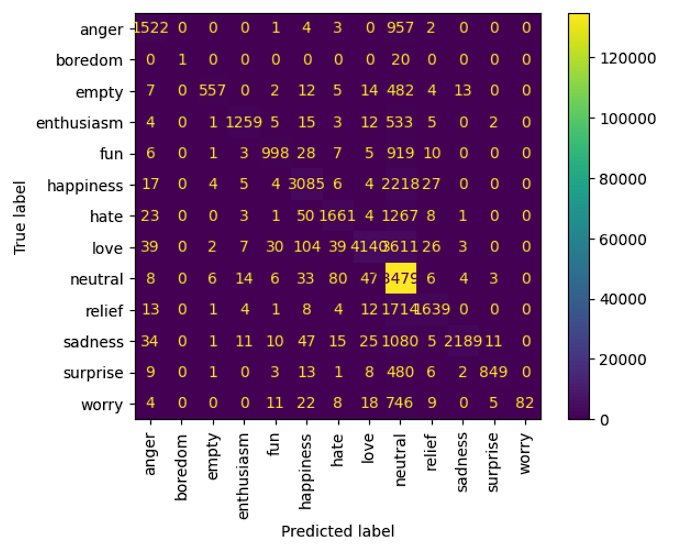 anger 1522 0 0 0 1 4 3 0 957 2 0 0 0
boredom 0 1 0 0 0 0 0 0 20 0 0 0 0
empty 7 0 557 0 2 12 5 14 482 4 13 0 0
enthusiasm 4 0 1 1259 5 15 3 12 533 5 0 2 0
fun 6 0 1 3 998 28 7 5 919 10 0 0 0
happiness 17 0 4 5 4 3085 6 4 2218 27 0 0 0
hate 23 0 0 3 1 50 1661 4 1267 8 1 0 0
love 39 0 2 7 30 104 39 4140 3611 26 3 0 0
neutral 8 0 6 14 6 33 80 47 6 4 3 0
relief 13 0 1 4 1 8 4 12 1714 1639 0 0 0
sadness 34 0 1 11 10 47 15 25 1080 5 2189 11 0
surprise 9 0 1 0 3 13 1 8 480 6 2 849 0
worry 4 0 0 0 11 22 8 18 746 9 0 5 82
True label
anger boredom empty enthusiasm fun happiness hate love neutral relief sadness surprise worry
Predicted label
120000
100000
80000
60000
40000
20000
0